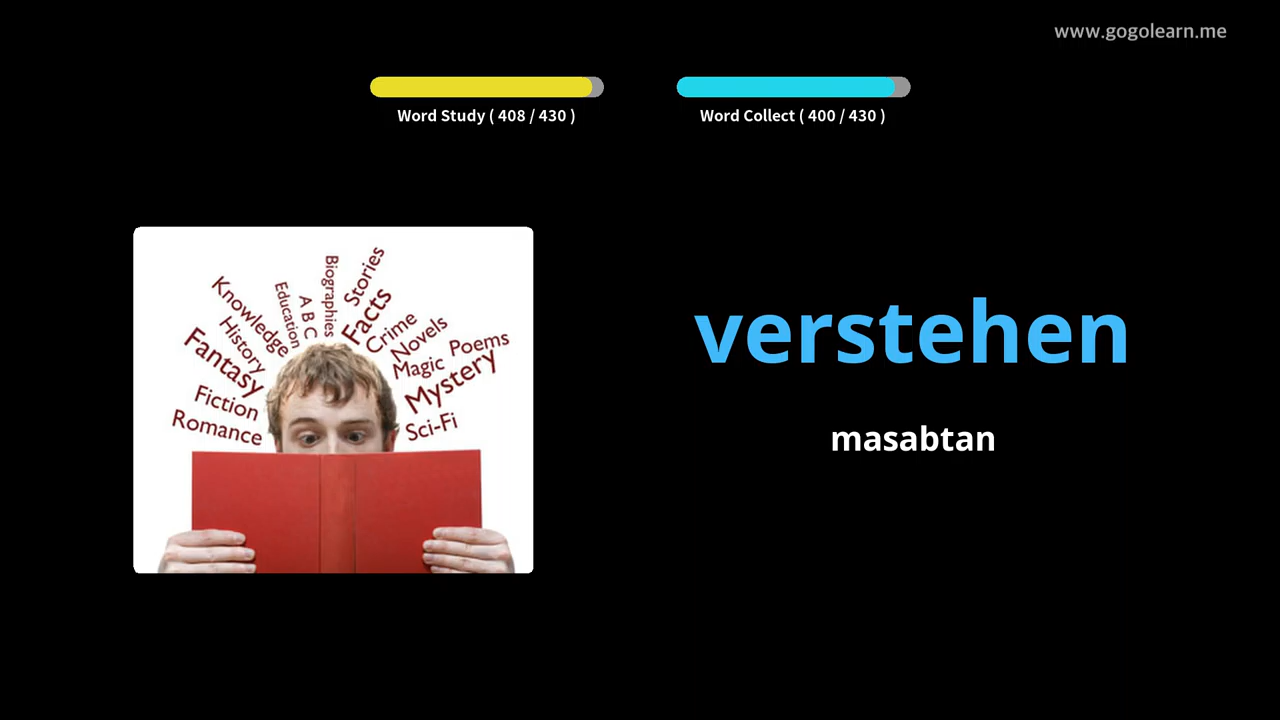 www.gogolearn.me
Word Study ( 408 / 430 )
Word Collect ( 400 / 430 )
Knowledge
History
Fantasy
Fiction
Romance
Education
A B C
Biographies
Stories
Facts
Crime
Novels
Magic
Poems
Mystery
Sci-Fi
verstehen
masabtan